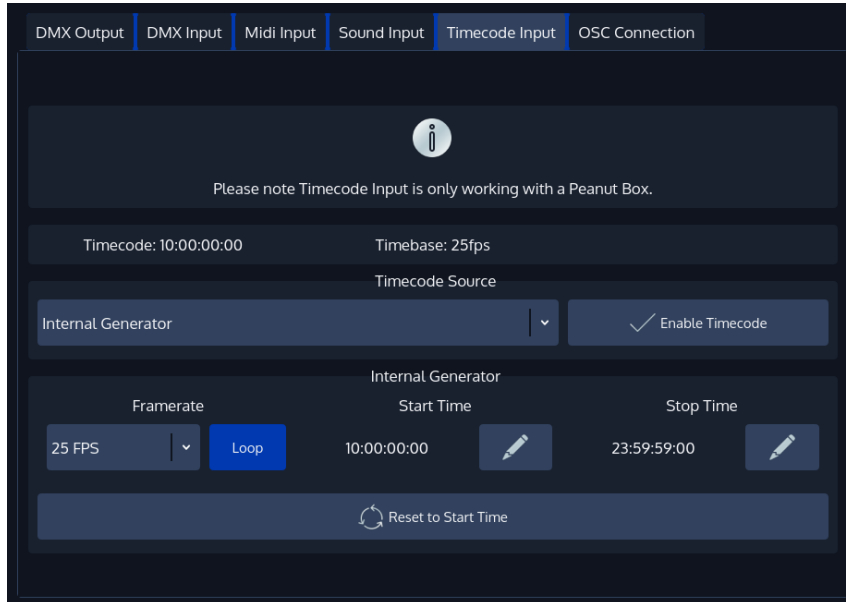 DMX Output DMX Input Midi Input Sound Input Timecode Input OSC Connection
Please note Timecode Input is only working with a Peanut Box.
Timecode: 10:00:00:00 Timebase: 25fps
Timecode Source
Internal Generator Enable Timecode
Internal Generator
Framerate Start Time Stop Time
25 FPS Loop 10:00:00:00 23:59:59:00
Reset to Start Time